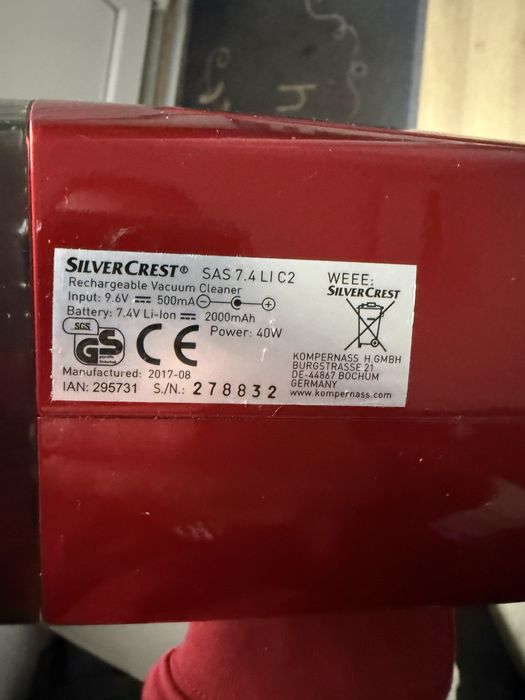 SILVERCREST® SAS 7.4 LI C2
Rechargeable Vacuum Cleaner
Input: 9.6V 500mA
Battery: 7.4V Li-Ion 2000mAh
Power: 40W
SGS
GS
geprüfte
Sicherheit
CE
Manufactured: 2017-08
IAN: 295731 S./N.: 278832
WEEE:
SILVERCREST
KOMPERNASS H.GMBH
BURGSTRASSE 21
DE-44867 BOCHUM
GERMANY
www.kompernass.com